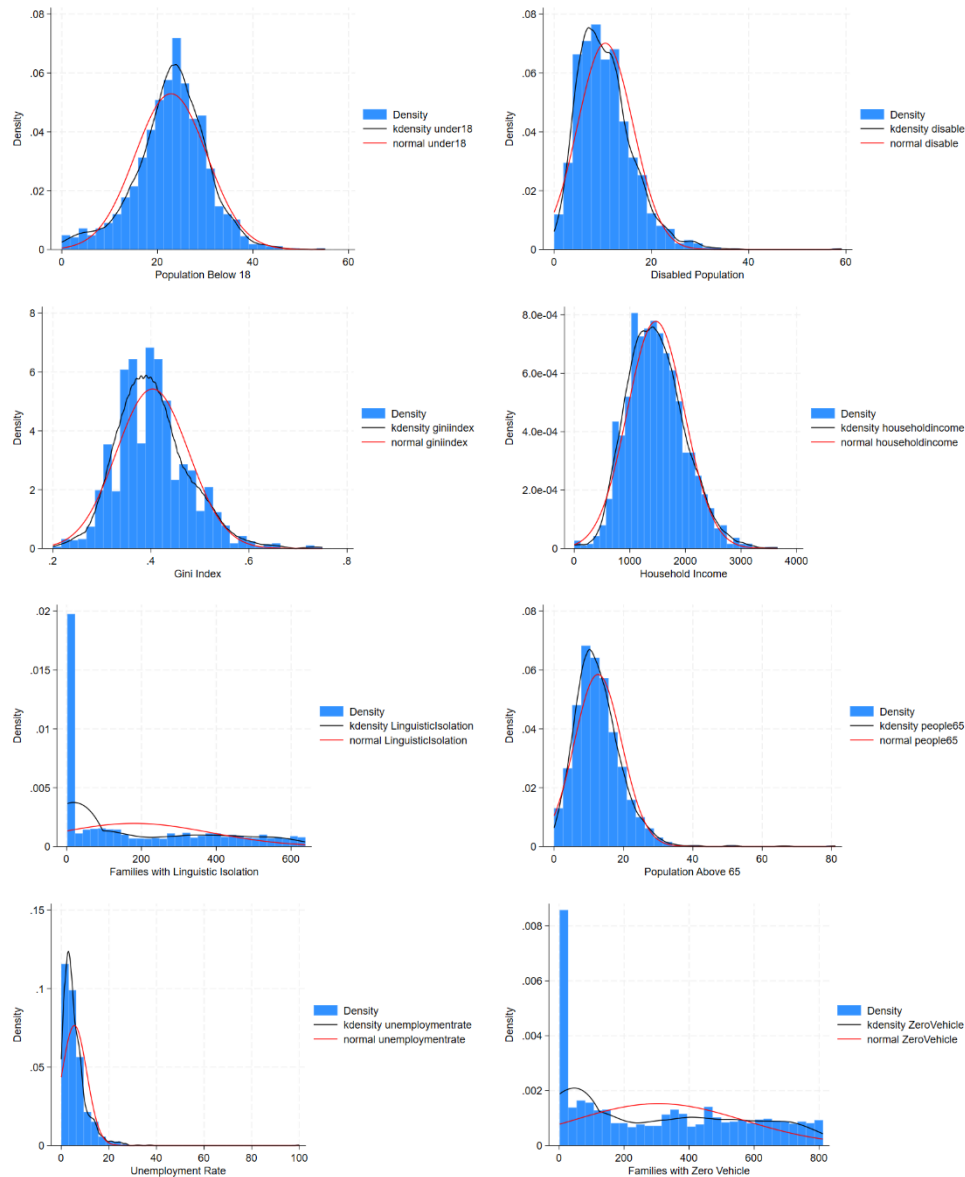 .08
.06
.04
.02
0
Density
0 20 40 60
Population Below 18
Density
kdensity under18
normal under18
.08
.06
.04
.02
0
Density
0 20 40 60
Disabled Population
Density
kdensity disable
normal disable
8
6
4
2
0
Density
.2 .4 .6 .8
Gini Index
Density
kdensity giniindex
normal giniindex
8.0e-04
6.0e-04
4.0e-04
2.0e-04
0
Density
0 1000 2000 3000 4000
Household Income
Density
kdensity householdincome
normal householdincome
.02
.015
.01
.005
0
Density
0 200 400 600
Families with Linguistic Isolation
Density
kdensity LinguisticIsolation
normal LinguisticIsolation
.08
.06
.04
.02
0
Density
0 20 40 60 80
Population Above 65
Density
kdensity people65
normal people65
.15
.1
.05
0
Density
0 20 40 60 80 100
Unemployment Rate
Density
kdensity unemploymentrate
normal unemploymentrate
.008
.006
.004
.002
0
Density
0 200 400 600 800
Families with Zero Vehicle
Density
kdensity ZeroVehicle
normal ZeroVehicle